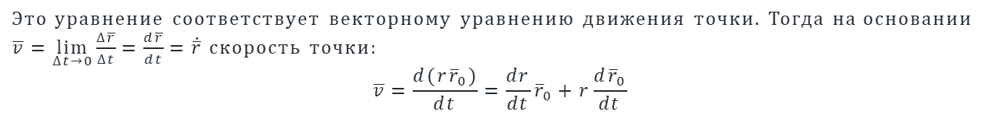 Это уравнение соответствует векторному уравнению движения точки. Тогда на основании
$\overline{v} = \lim_{\Delta t \to 0} \frac{\Delta \overline{r}}{\Delta t} = \frac{d\overline{r}}{dt} = \dot{\overline{r}}$ скорость точки:
$\overline{v} = \frac{d(r\overline{r}_0)}{dt} = \frac{dr}{dt}\overline{r}_0 + r\frac{d\overline{r}_0}{dt}$